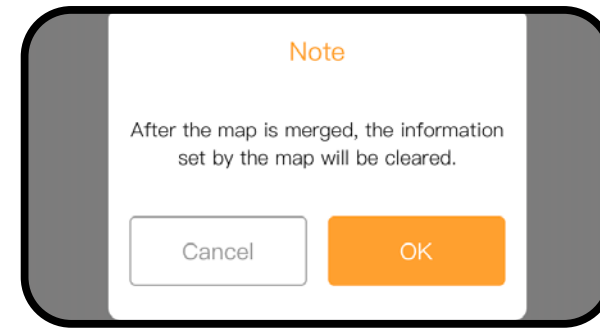 Note
After the map is merged, the information
set by the map will be cleared.
Cancel
OK